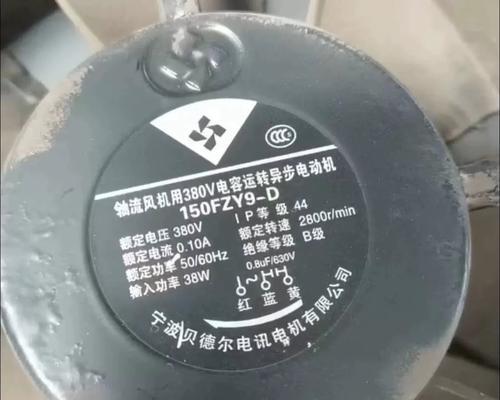 CCC
轴流风机用380V电容运转异步电动机
150FZY9-D
额定电压 380V
IP等级 44
额定电流 0.10A
额定转速 2800r/min
额定功率 50/60Hz
绝缘等级 B级
输入功率 38W
0.8uF/630V
红 蓝 黄
宁波贝德尔电讯电机有限公司